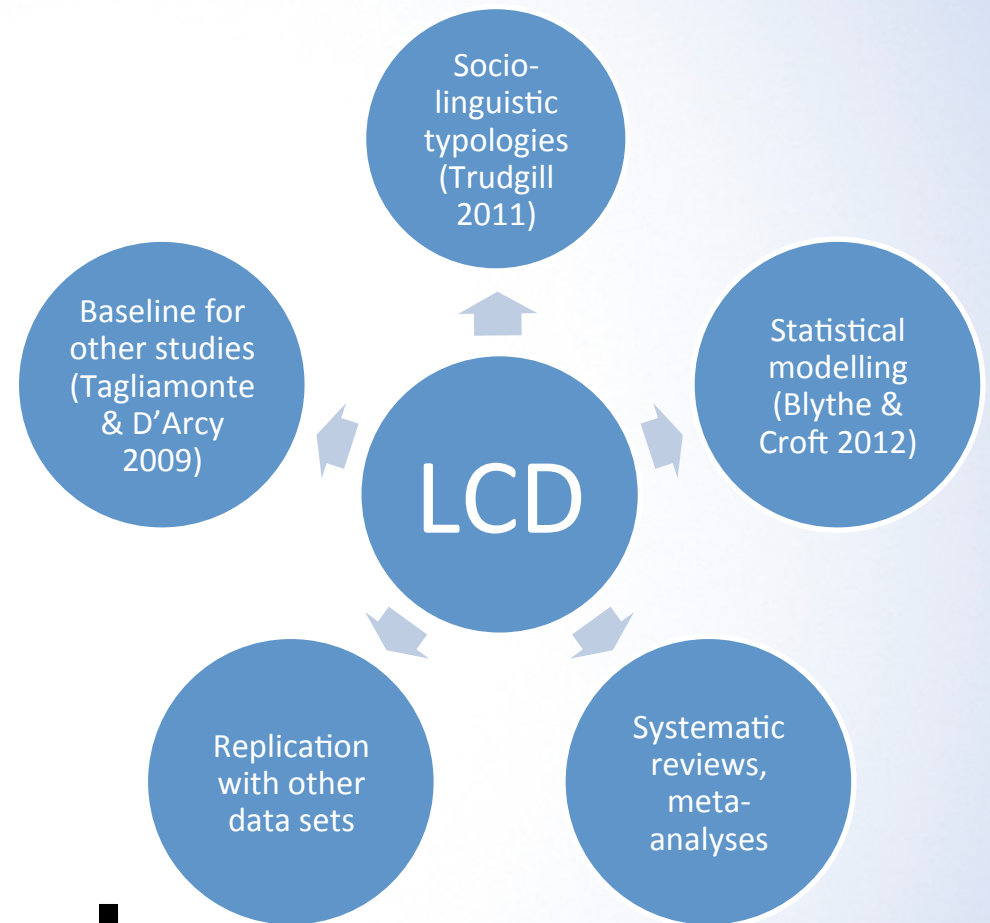 Socio-
linguistic
typologies
(Trudgill
2011)
Baseline for
other studies
(Tagliamonte
& D’Arcy
2009)
Statistical
modelling
(Blythe &
Croft 2012)
LCD
Replication
with other
data sets
Systematic
reviews,
meta-
analyses